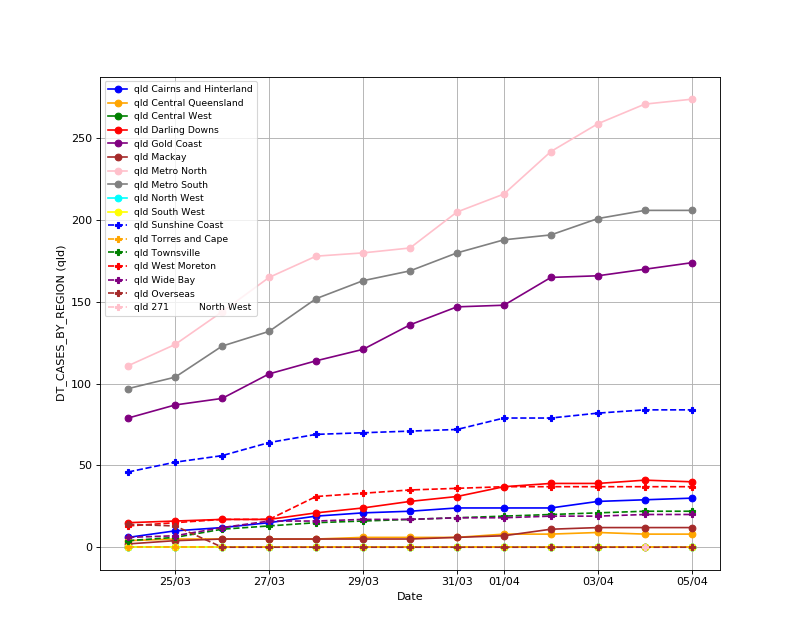 qld Cairns and Hinterland
qld Central Queensland
qld Central West
qld Darling Downs
qld Gold Coast
qld Mackay
qld Metro North
qld Metro South
qld North West
qld South West
qld Sunshine Coast
qld Torres and Cape
qld Townsville
qld West Moreton
qld Wide Bay
qld Overseas
qld 271 North West
DT_CASES_BY_REGION (qld)
250
200
150
100
50
0
25/03 27/03 29/03 31/03 01/04 03/04 05/04
Date